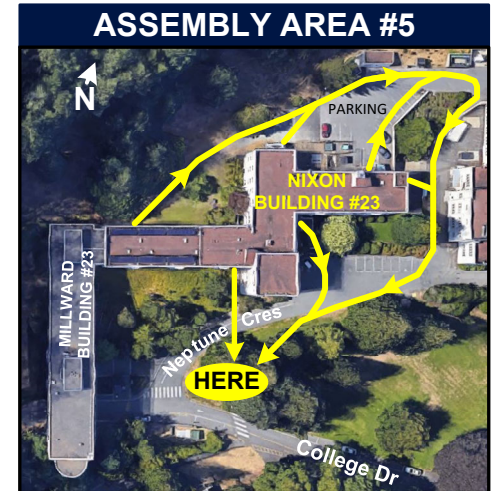 ASSEMBLY AREA #5
N
PARKING
NIXON
BUILDING #23
MILLWARD
BUILDING #23
Neptune Cres
HERE
College Dr